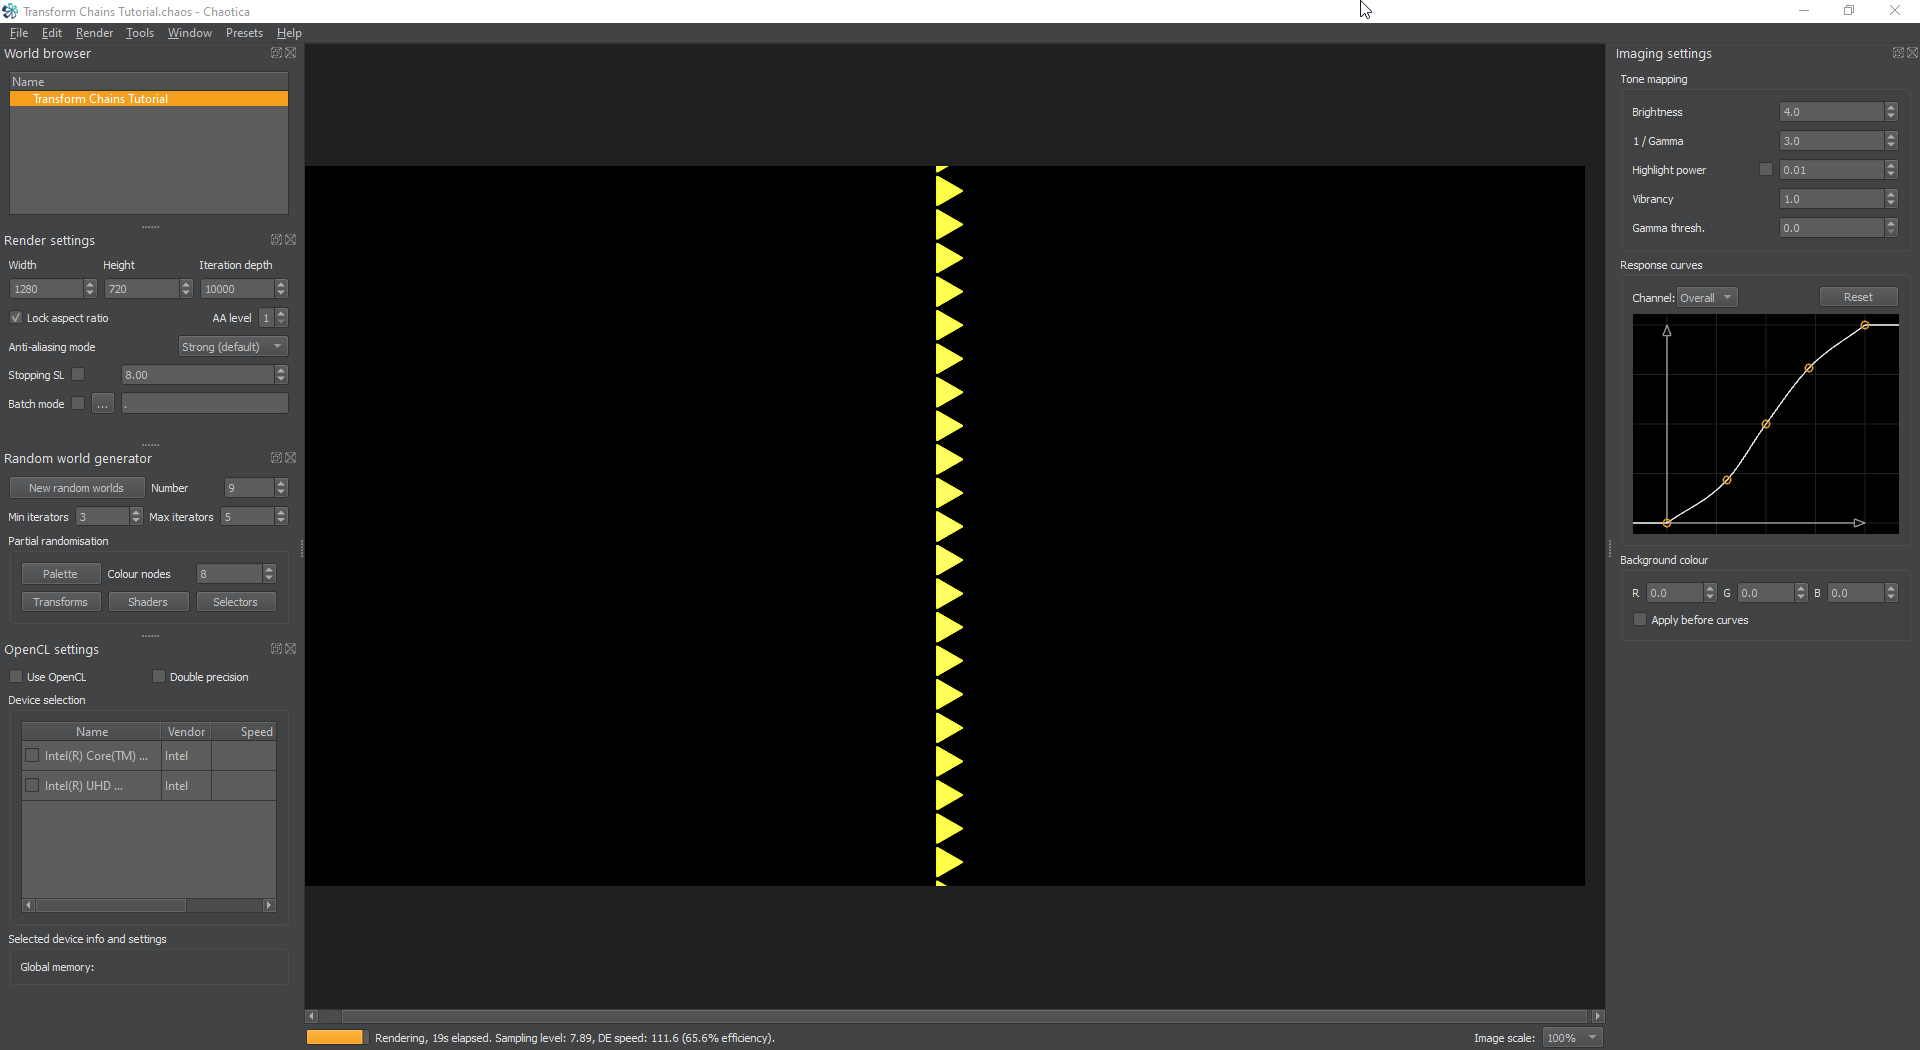 Transform Chains Tutorial.chaos - Chaotica
File Edit Render Tools Window Presets Help
World browser
Name
Transform Chains Tutorial
Render settings
Width Height Iteration depth
1280 720 10000
Lock aspect ratio AA level 1
Anti-aliasing mode Strong (default)
Stopping SL 8.00
Batch mode ... .
Random world generator
New random worlds Number 9
Min iterators 3 Max iterators 5
Partial randomisation
Palette Colour nodes 8
Transforms Shaders Selectors
OpenCL settings
Use OpenCL Double precision
Device selection
Name Vendor Speed
Intel(R) Core(TM) ... Intel
Intel(R) UHD ... Intel
Selected device info and settings
Global memory:
Rendering, 19s elapsed. Sampling level: 7.89, DE speed: 111.6 (65.6% efficiency).
Image scale: 100%
Imaging settings
Tone mapping
Brightness 4.0
1 / Gamma 3.0
Highlight power 0.01
Vibrancy 1.0
Gamma thresh. 0.0
Response curves
Channel: Overall Reset
Background colour
R 0.0 G 0.0 B 0.0
Apply before curves